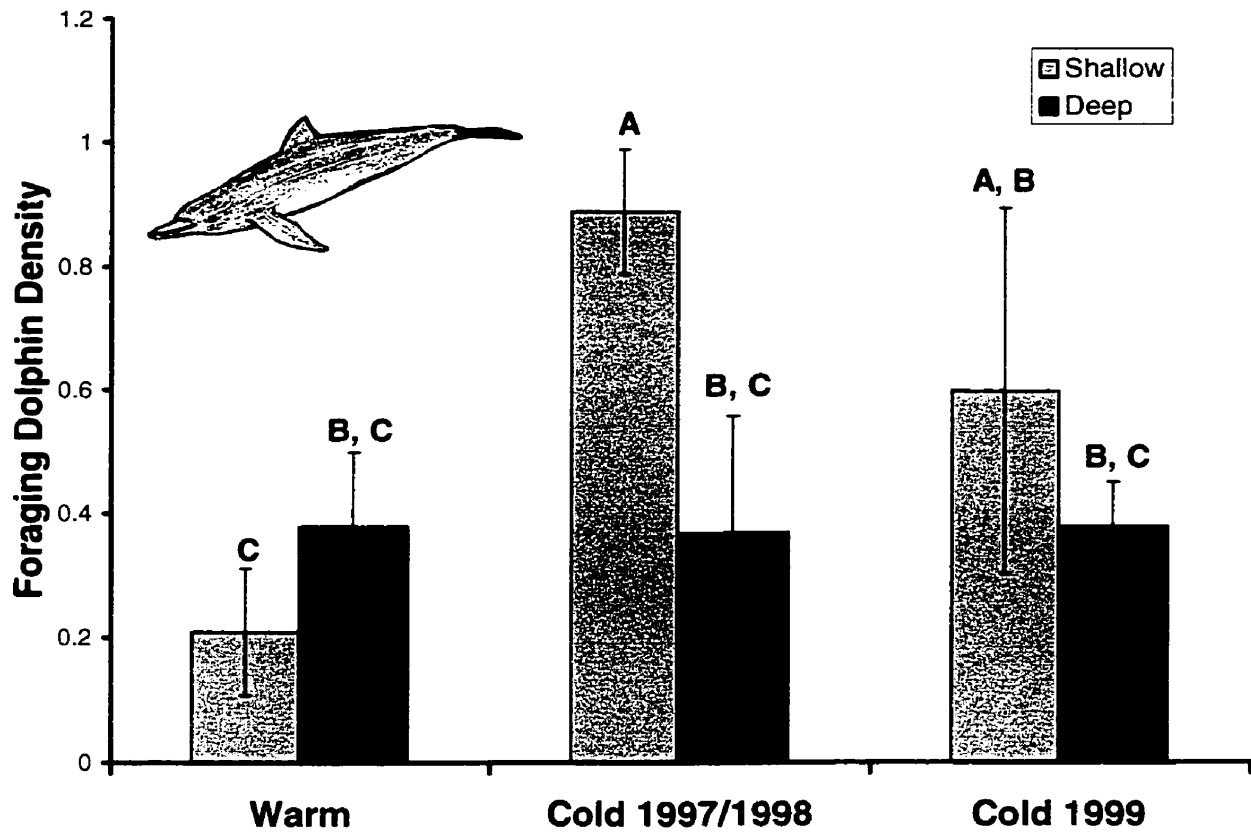 1.2
1
0.8
0.6
0.4
0.2
0
Foraging Dolphin Density
Shallow
Deep
C
B, C
A
B, C
A, B
B, C
Warm
Cold 1997/1998
Cold 1999